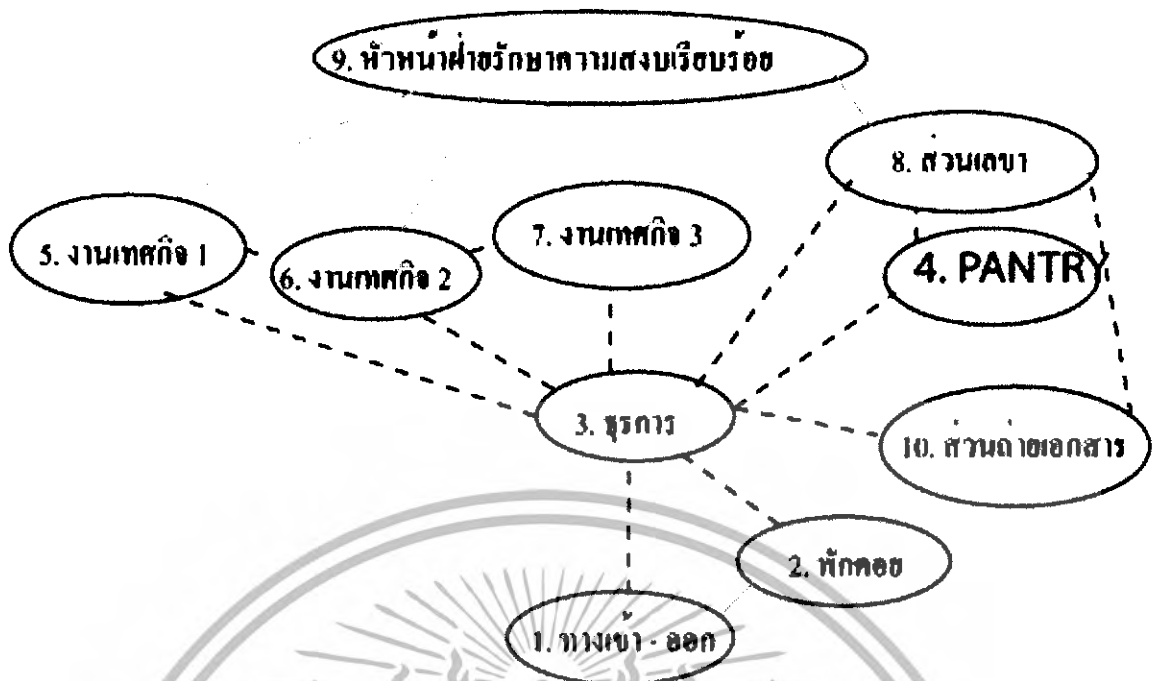 9. หัวหน้าฝ่ายรักษาความสงบเรียบร้อย
8. ส่วนเลขา
5. งานเทศกิจ 1
6. งานเทศกิจ 2
7. งานเทศกิจ 3
4. PANTRY
3. ธุรการ
10. ส่วนถ่ายเอกสาร
2. พักคอย
1. ทางเข้า - ออก